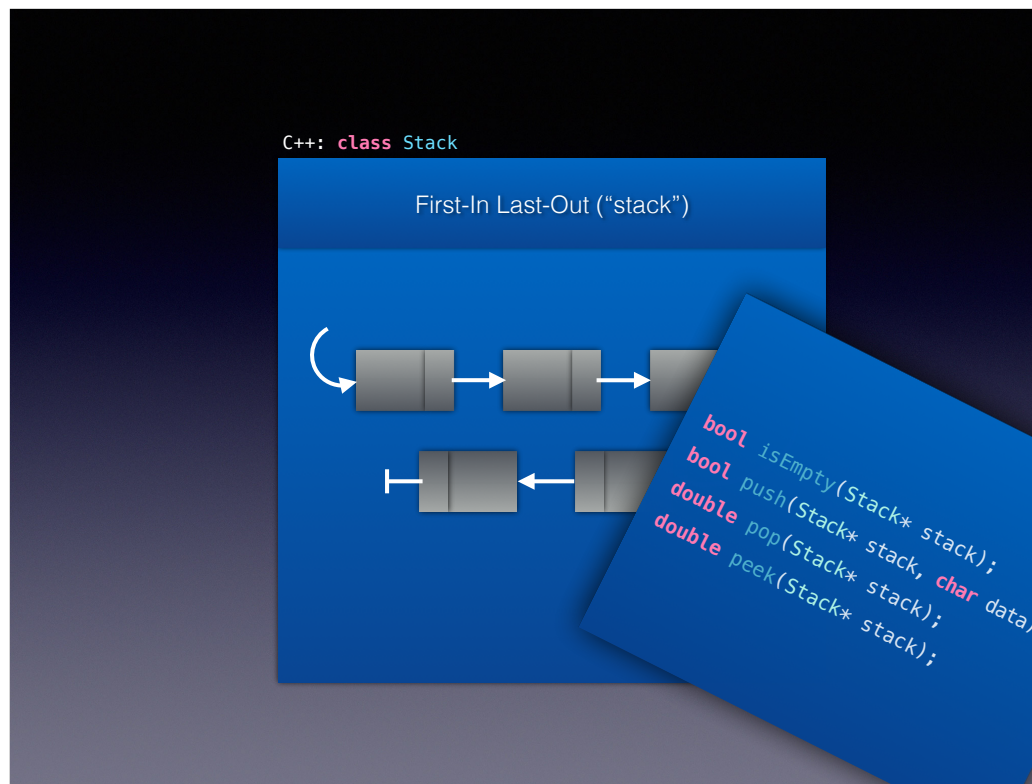 C++: class Stack
First-In Last-Out (“stack”)
bool isEmpty(Stack* stack);
bool push(Stack* stack, char data)
double pop(Stack* stack);
double peek(Stack* stack);